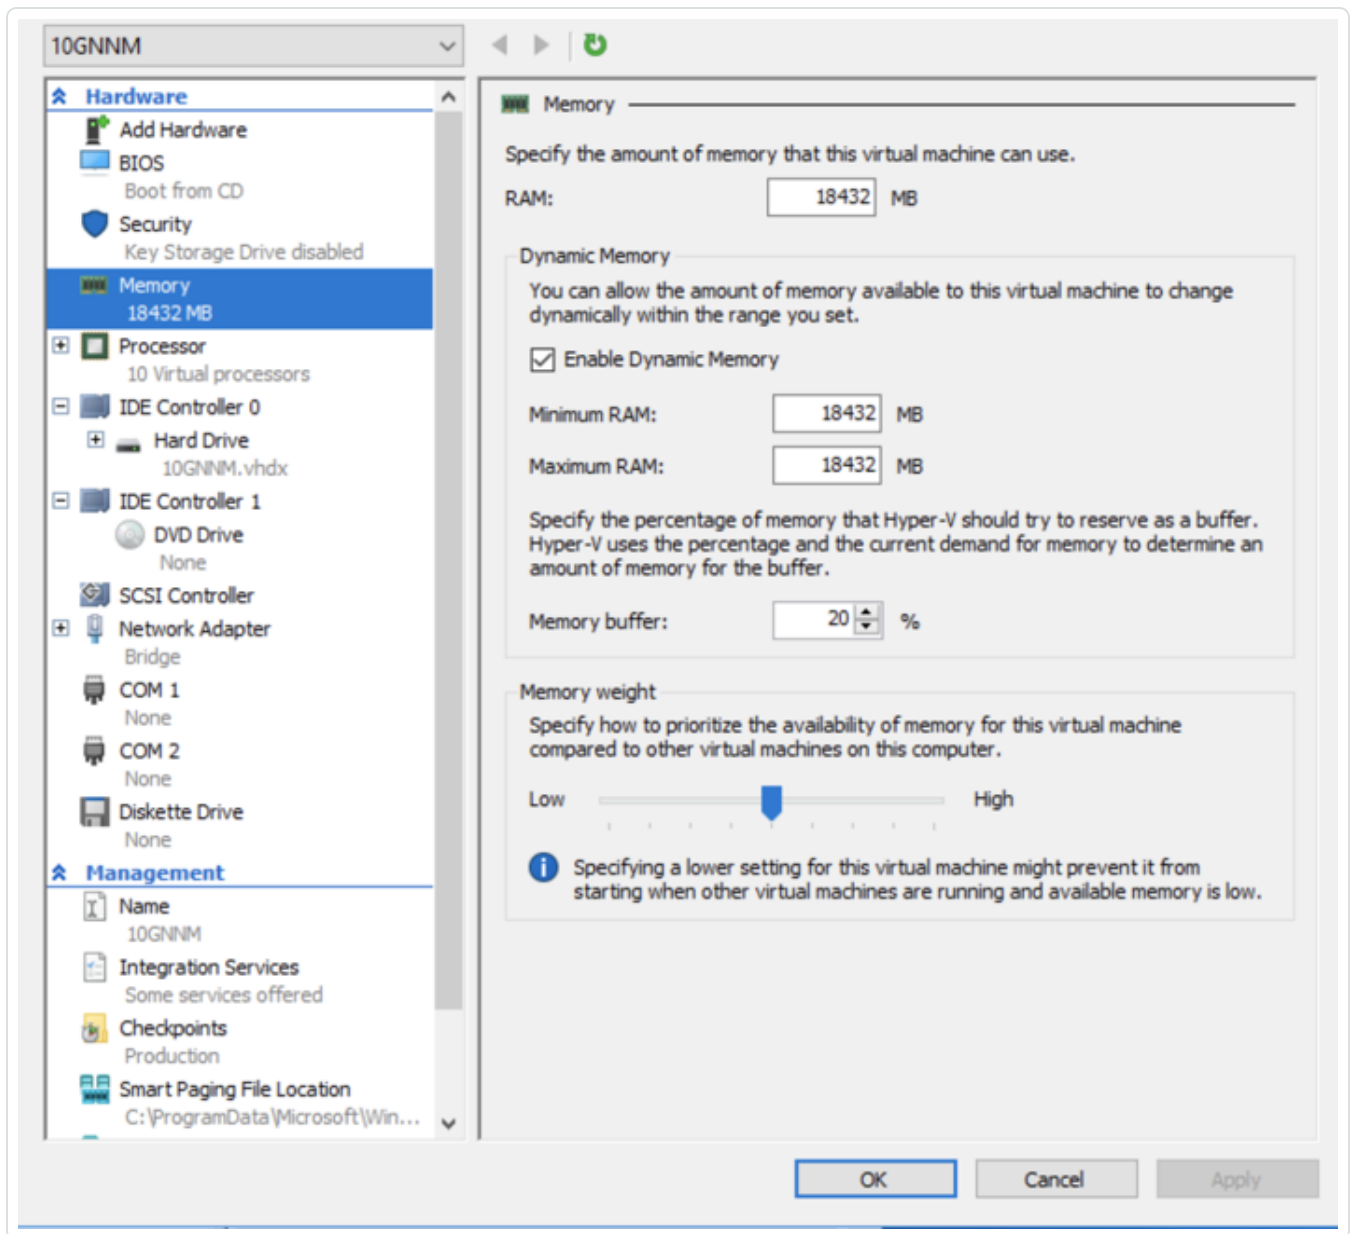 10GNNM
Hardware
Add Hardware
BIOS
Boot from CD
Security
Key Storage Drive disabled
Memory
18432 MB
Processor
10 Virtual processors
IDE Controller 0
Hard Drive
10GNNM.vhdx
IDE Controller 1
DVD Drive
None
SCSI Controller
Network Adapter
Bridge
COM 1
None
COM 2
None
Diskette Drive
None
Management
Name
10GNNM
Integration Services
Some services offered
Checkpoints
Production
Smart Paging File Location
C:\ProgramData\Microsoft\Win...
Memory
Specify the amount of memory that this virtual machine can use.
RAM: 18432 MB
Dynamic Memory
You can allow the amount of memory available to this virtual machine to change
dynamically within the range you set.
Enable Dynamic Memory
Minimum RAM: 18432 MB
Maximum RAM: 18432 MB
Specify the percentage of memory that Hyper-V should try to reserve as a buffer.
Hyper-V uses the percentage and the current demand for memory to determine an
amount of memory for the buffer.
Memory buffer: 20 %
Memory weight
Specify how to prioritize the availability of memory for this virtual machine
compared to other virtual machines on this computer.
Low High
Specifying a lower setting for this virtual machine might prevent it from
starting when other virtual machines are running and available memory is low.
OK Cancel Apply